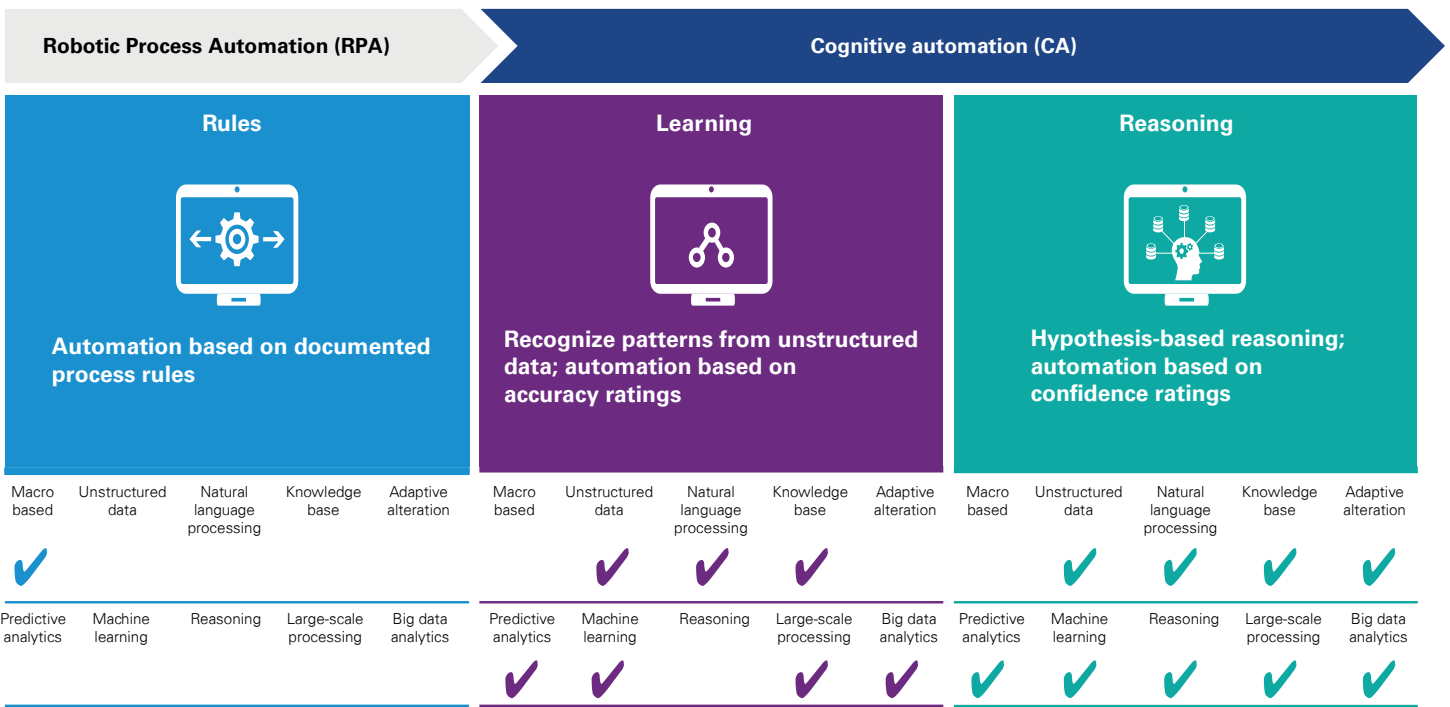 Robotic Process Automation (RPA)
Cognitive automation (CA)
Rules
Automation based on documented
process rules
Macro
based
Unstructured
data
Natural
language
processing
Knowledge
base
Adaptive
alteration
Predictive
analytics
Machine
learning
Reasoning
Large-scale
processing
Big data
analytics
Learning
Recognize patterns from unstructured
data; automation based on
accuracy ratings
Macro
based
Unstructured
data
Natural
language
processing
Knowledge
base
Adaptive
alteration
Predictive
analytics
Machine
learning
Reasoning
Large-scale
processing
Big data
analytics
Reasoning
Hypothesis-based reasoning;
automation based on
confidence ratings
Macro
based
Unstructured
data
Natural
language
processing
Knowledge
base
Adaptive
alteration
Predictive
analytics
Machine
learning
Reasoning
Large-scale
processing
Big data
analytics